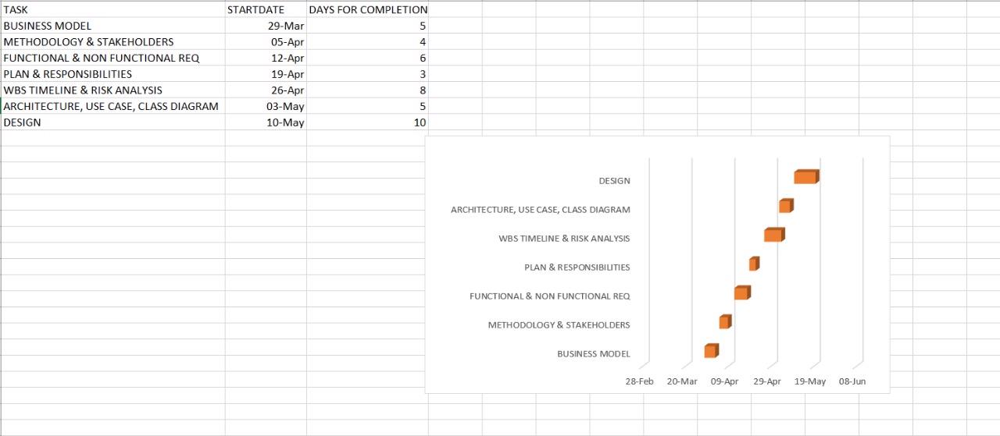 TASK STARTDATE DAYS FOR COMPLETION
BUSINESS MODEL 29-Mar 5
METHODOLOGY & STAKEHOLDERS 05-Apr 4
FUNCTIONAL & NON FUNCTIONAL REQ 12-Apr 6
PLAN & RESPONSIBILITIES 19-Apr 3
WBS TIMELINE & RISK ANALYSIS 26-Apr 8
ARCHITECTURE, USE CASE, CLASS DIAGRAM 03-May 5
DESIGN 10-May 10
DESIGN
ARCHITECTURE, USE CASE, CLASS DIAGRAM
WBS TIMELINE & RISK ANALYSIS
PLAN & RESPONSIBILITIES
FUNCTIONAL & NON FUNCTIONAL REQ
METHODOLOGY & STAKEHOLDERS
BUSINESS MODEL
28-Feb 20-Mar 09-Apr 29-Apr 19-May 08-Jun